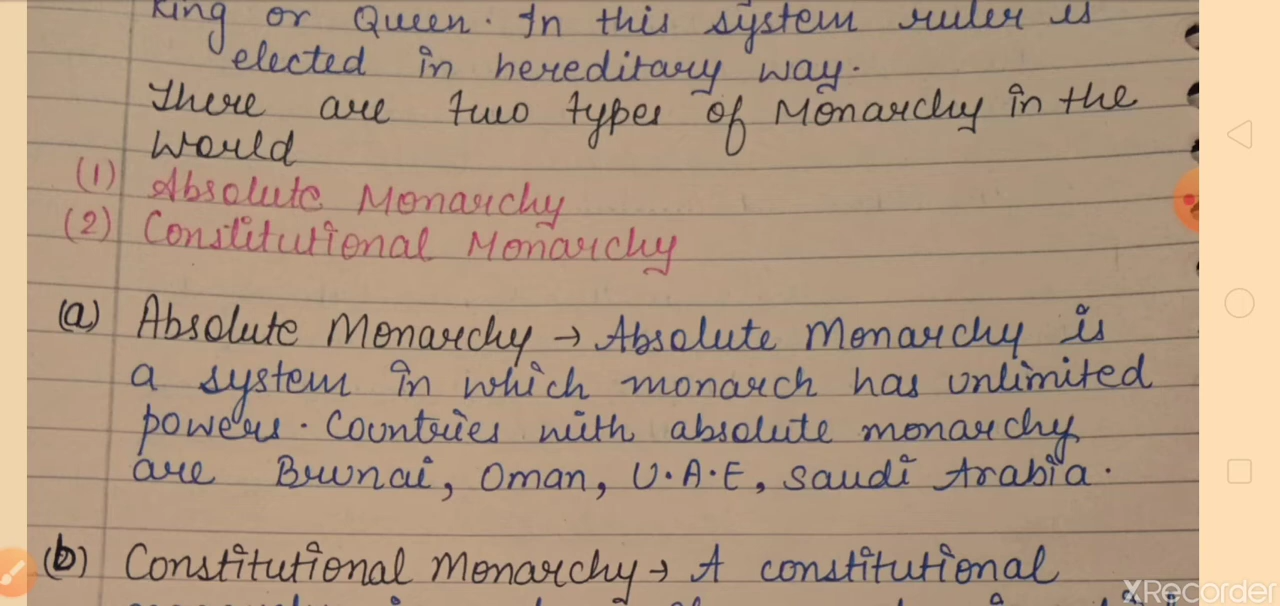 King or Queen. In this system ruler is
elected in hereditary way.
There are two types of Monarchy in the
World
(1) Absolute Monarchy
(2) Constitutional Monarchy
(a) Absolute Monarchy → Absolute Monarchy is
a system in which monarch has unlimited
powers. Countries with absolute monarchy
are Brunai, Oman, U.A.E, Saudi Arabia.
(b) Constitutional Monarchy → A constitutional
XRecorder